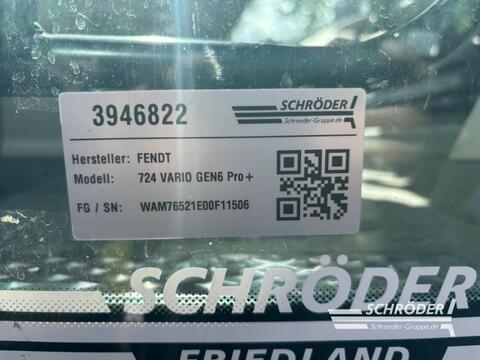 3946822
SCHRÖDER
Schroeder-Gruppe.de
Hersteller: FENDT
Modell: 724 VARIO GEN6 Pro+
FG / SN: WAM76521E00F11506
SCHRÖDER
FRIEDLAND
SCHRÖDER
Schroeder-Gruppe.de